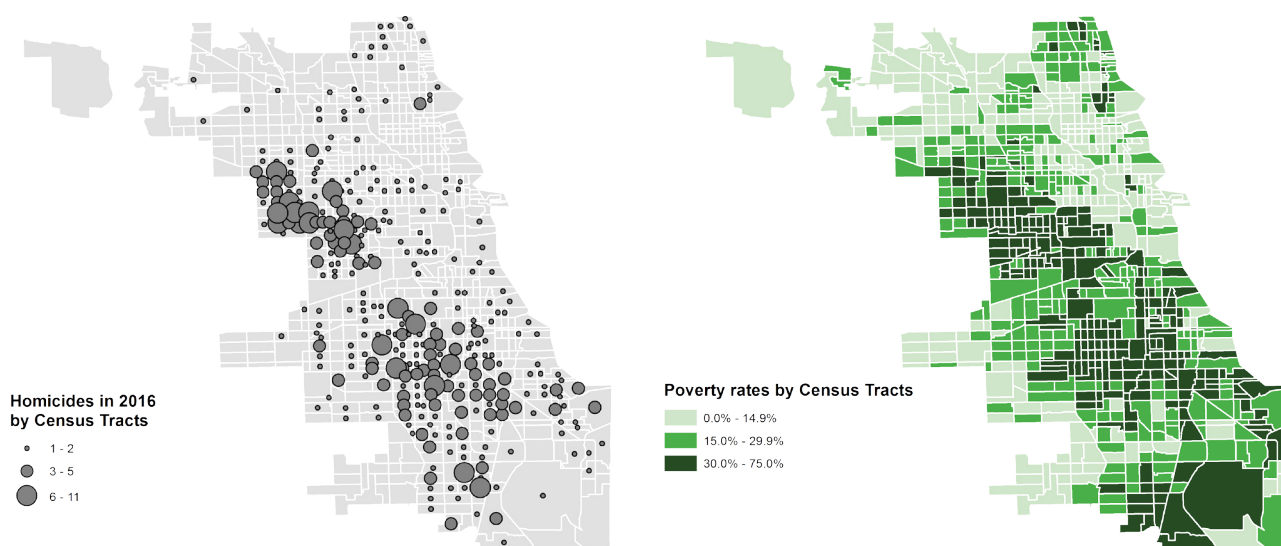 Homicides in 2016
by Census Tracts
1 - 2
3 - 5
6 - 11
Poverty rates by Census Tracts
0.0% - 14.9%
15.0% - 29.9%
30.0% - 75.0%